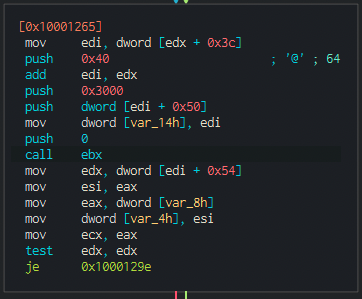 [0x10001265]
mov edi, dword [edx + 0x3c]
push 0x40 ; '@' ; 64
add edi, edx
push 0x3000
push dword [edi + 0x50]
mov dword [var_14h], edi
push 0
call ebx
mov edx, dword [edi + 0x54]
mov esi, eax
mov eax, dword [var_8h]
mov dword [var_4h], esi
mov ecx, eax
test edx, edx
je 0x1000129e